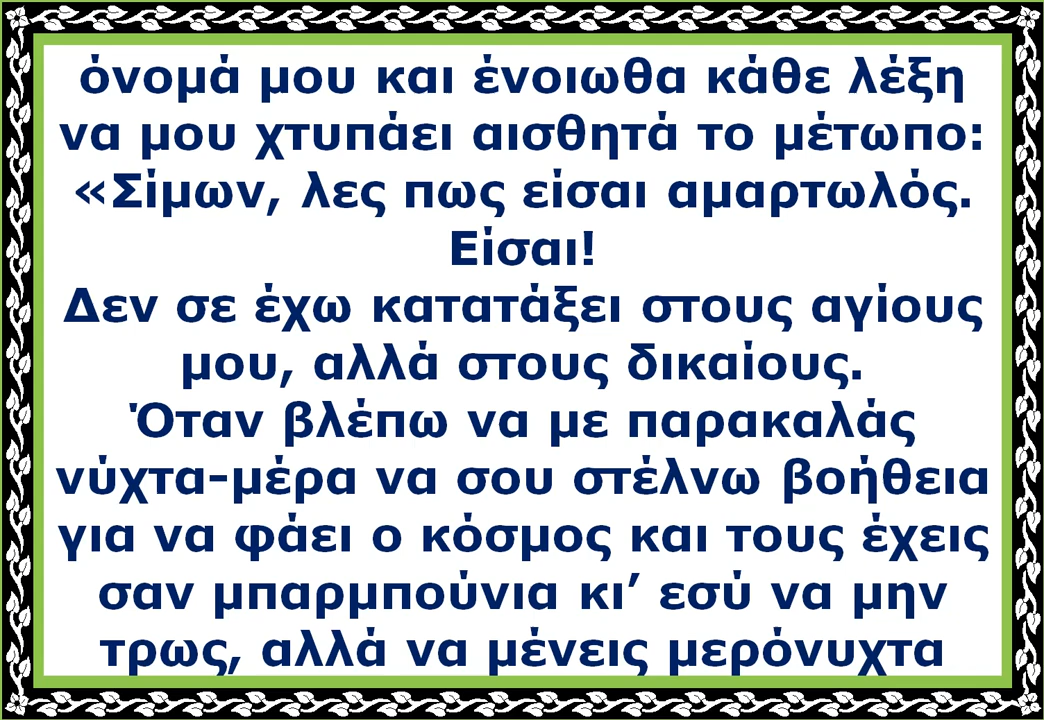 όνομά μου και ένοιωθα κάθε λέξη
να μου χτυπάει αισθητά το μέτωπο:
«Σίμων, λες πως είσαι αμαρτωλός.
Είσαι!
Δεν σε έχω κατατάξει στους αγίους
μου, αλλά στους δικαίους.
Όταν βλέπω να με παρακαλάς
νύχτα-μέρα να σου στέλνω βοήθεια
για να φάει ο κόσμος και τους έχεις
σαν μπαρμπούνια κι’ εσύ να μην
τρως, αλλά να μένεις μερόνυχτα